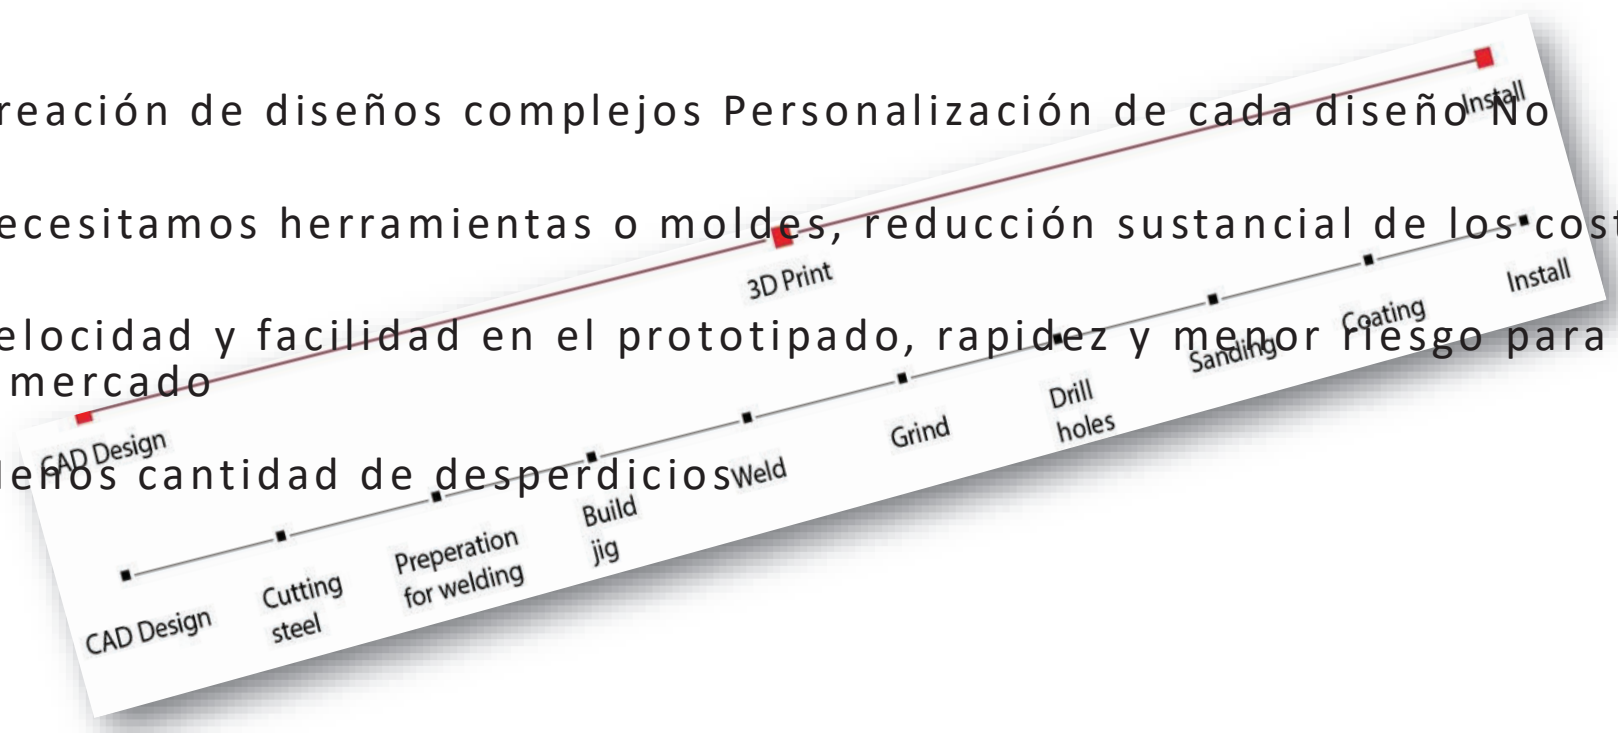 reación de diseños complejos Personalización de cada diseño No
ecesitamos herramientas o moldes, reducción sustancial de los cost
elocidad y facilidad en el prototipado, rapidez y menor riesgo para
mercado
enos cantidad de desperdicios
Install
3D Print
CAD Design
CAD Design
Cutting
steel
Preperation
for welding
Build
jig
Weld
Grind
Drill
holes
Sanding
Coating
Install